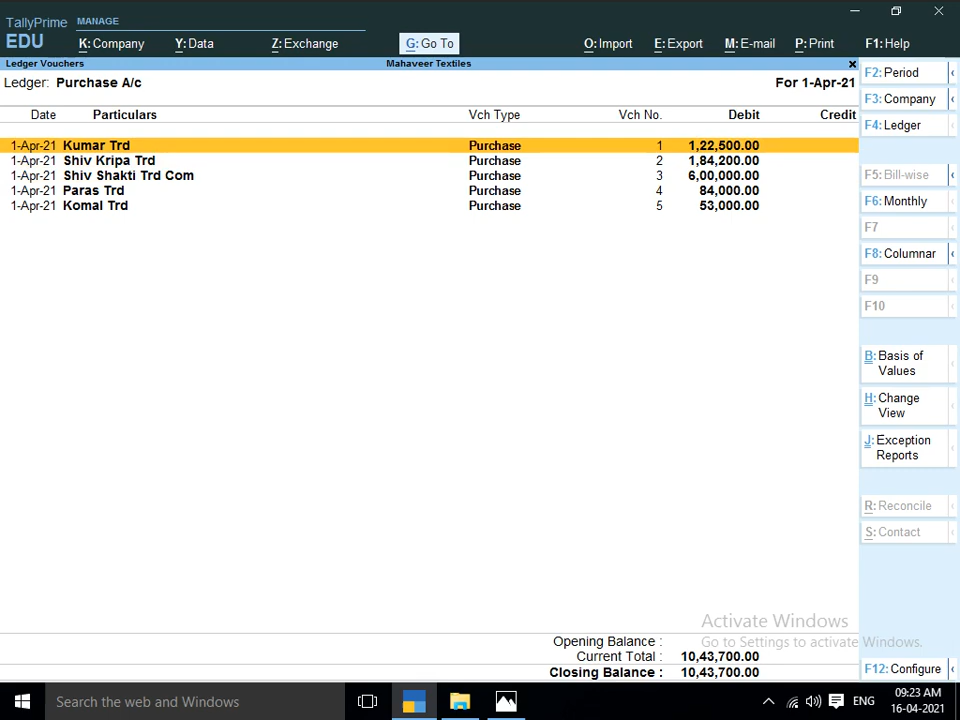 TallyPrime MANAGE
EDU K: Company Y: Data Z: Exchange G: Go To O: Import E: Export M: E-mail P: Print F1: Help
Ledger Vouchers Mahaveer Textiles
Ledger: Purchase A/c For 1-Apr-21
Date Particulars Vch Type Vch No. Debit Credit
1-Apr-21 Kumar Trd Purchase 1 1,22,500.00
1-Apr-21 Shiv Kripa Trd Purchase 2 1,84,200.00
1-Apr-21 Shiv Shakti Trd Com Purchase 3 6,00,000.00
1-Apr-21 Paras Trd Purchase 4 84,000.00
1-Apr-21 Komal Trd Purchase 5 53,000.00
Opening Balance :
Current Total : 10,43,700.00
Closing Balance : 10,43,700.00
F2: Period
F3: Company
F4: Ledger
F5: Bill-wise
F6: Monthly
F7
F8: Columnar
F9
F10
B: Basis of
Values
H: Change
View
J: Exception
Reports
R: Reconcile
S: Contact
F12: Configure
Activate Windows
Go to Settings to activate Windows.
Search the web and Windows
ENG
09:23 AM
16-04-2021